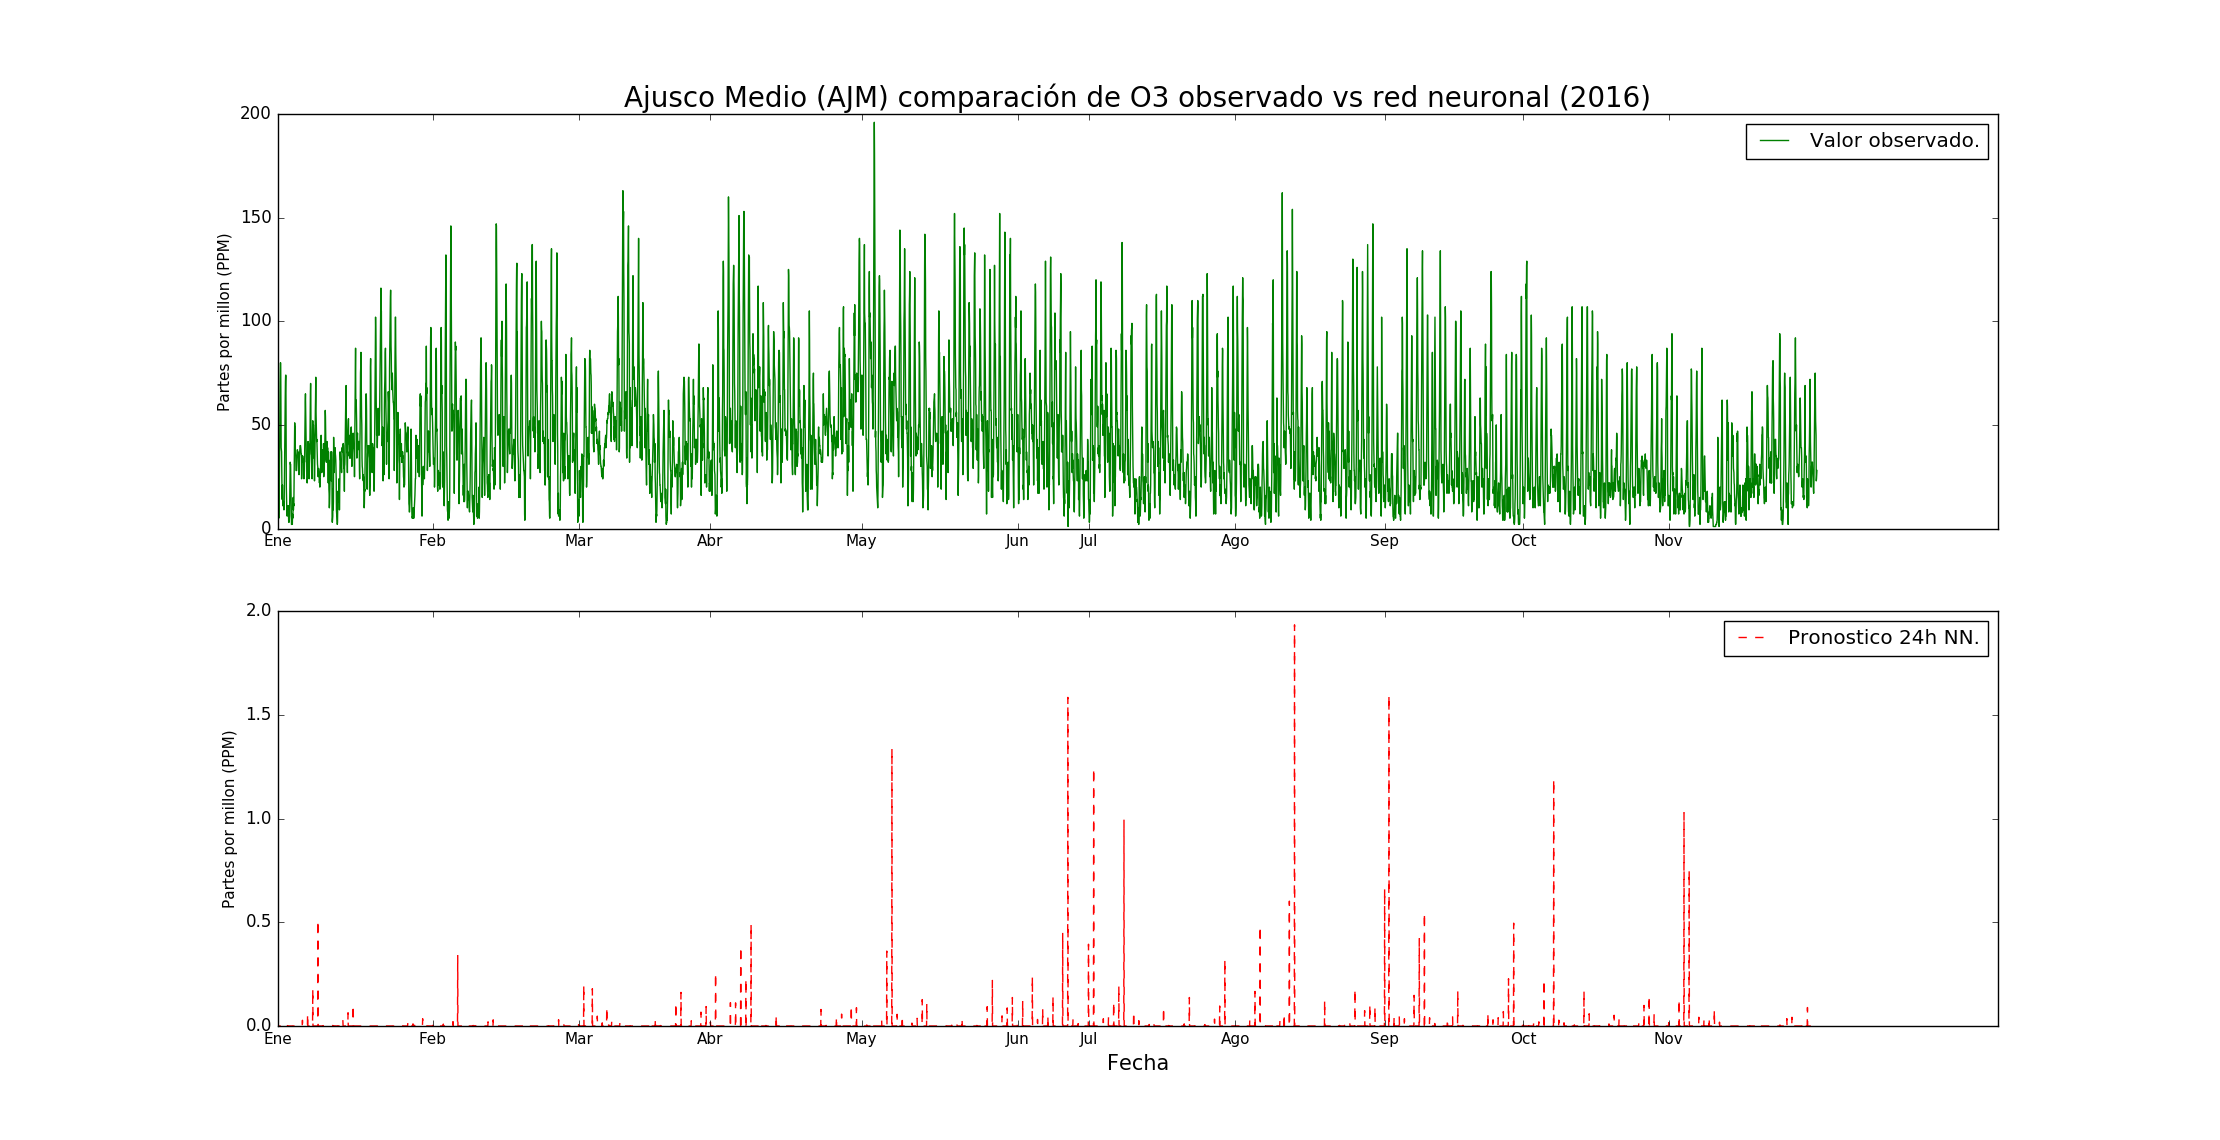 Ajusco Medio (AJM) comparación de O3 observado vs red neuronal (2016)
200
150
100
50
0
Partes por millon (PPM)
Valor observado.
Ene Feb Mar Abr May Jun Jul Ago Sep Oct Nov
2.0
1.5
1.0
0.5
0.0
Partes por millon (PPM)
Pronostico 24h NN.
Ene Feb Mar Abr May Jun Jul Ago Sep Oct Nov
Fecha